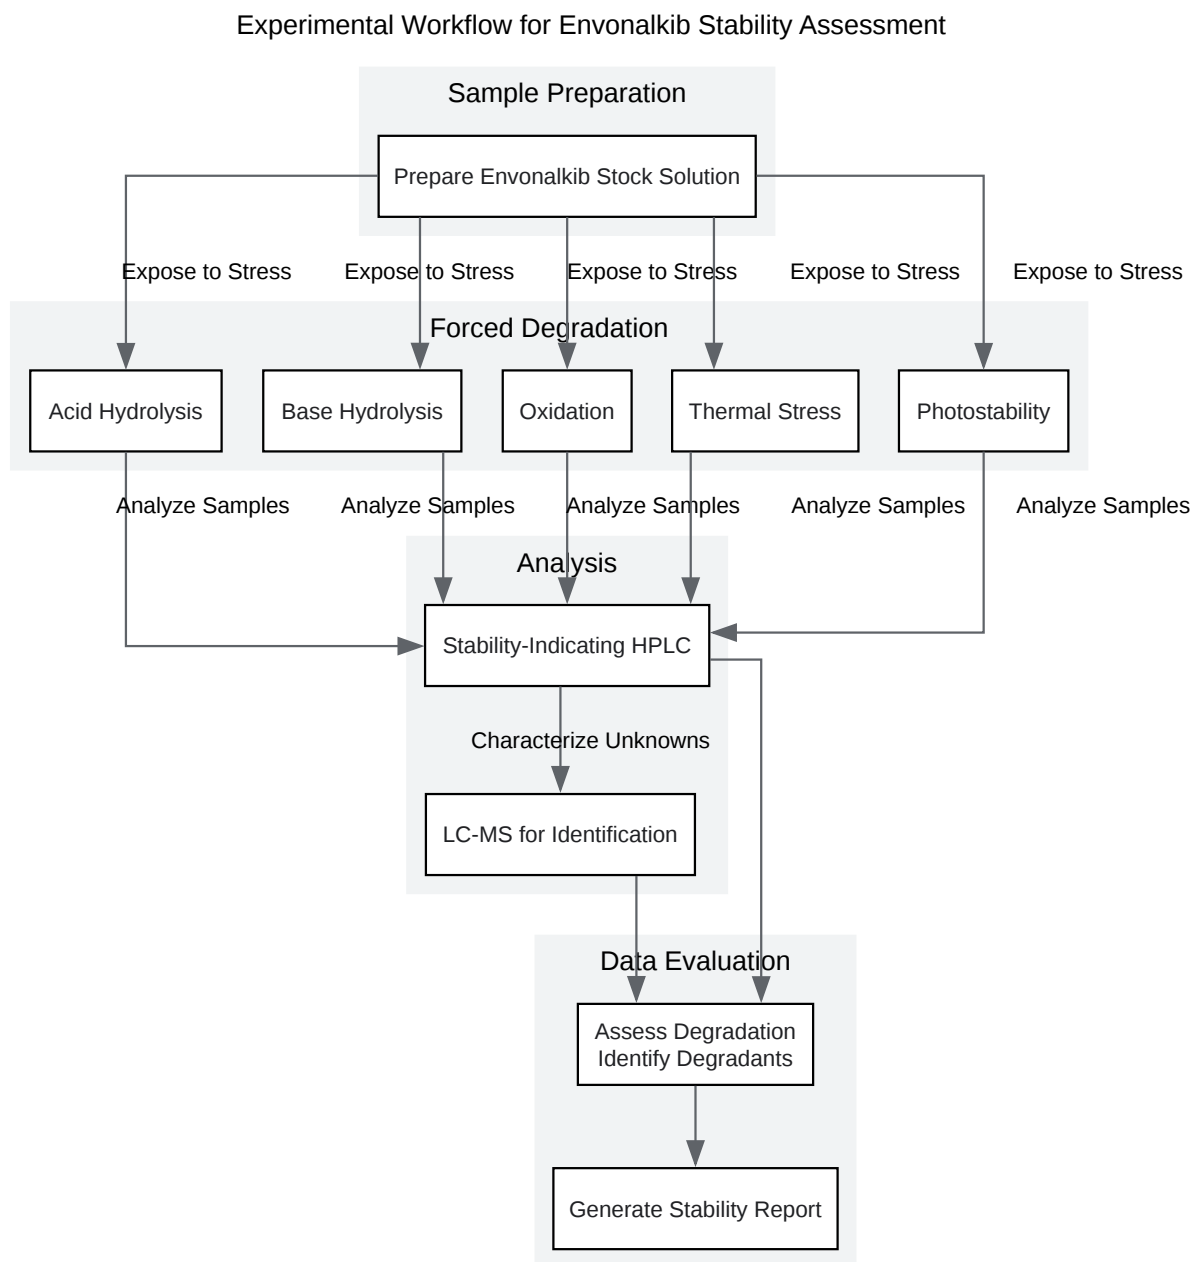 Experimental Workflow for Envonalkib Stability Assessment
Sample Preparation
Prepare Envonalkib Stock Solution
Expose to Stress
Expose to Stress
Expose to Stress
Expose to Stress
Expose to Stress
Forced Degradation
Acid Hydrolysis
Base Hydrolysis
Oxidation
Thermal Stress
Photostability
Analyze Samples
Analyze Samples
Analyze Samples
Analyze Samples
Analyze Samples
Analysis
Stability-Indicating HPLC
Characterize Unknowns
LC-MS for Identification
Data Evaluation
Assess Degradation
Identify Degradants
Generate Stability Report